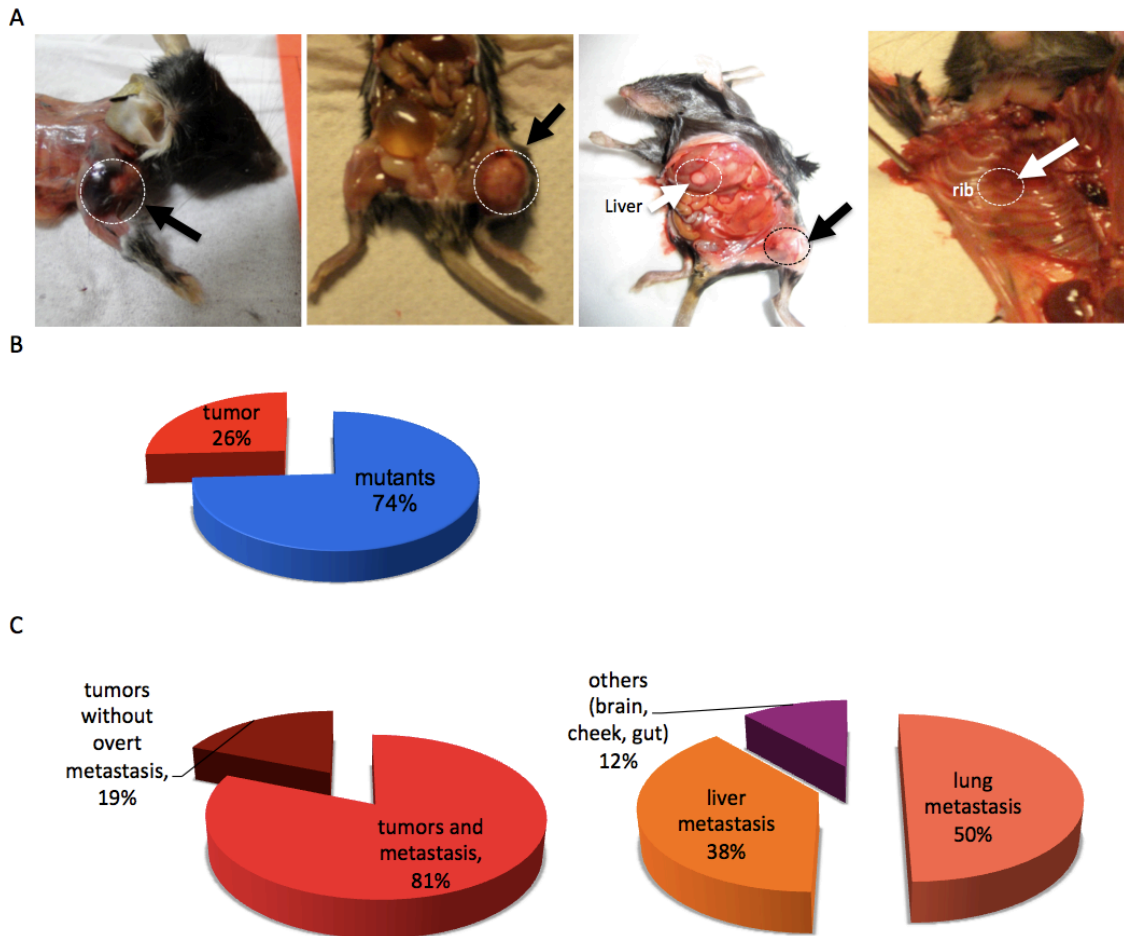 A
Liver
rib
B
tumor
26%
mutants
74%
C
tumors
without
overt
metastasis,
19%
tumors and
metastasis,
81%
others
(brain,
cheek, gut)
12%
liver
metastasis
38%
lung
metastasis
50%